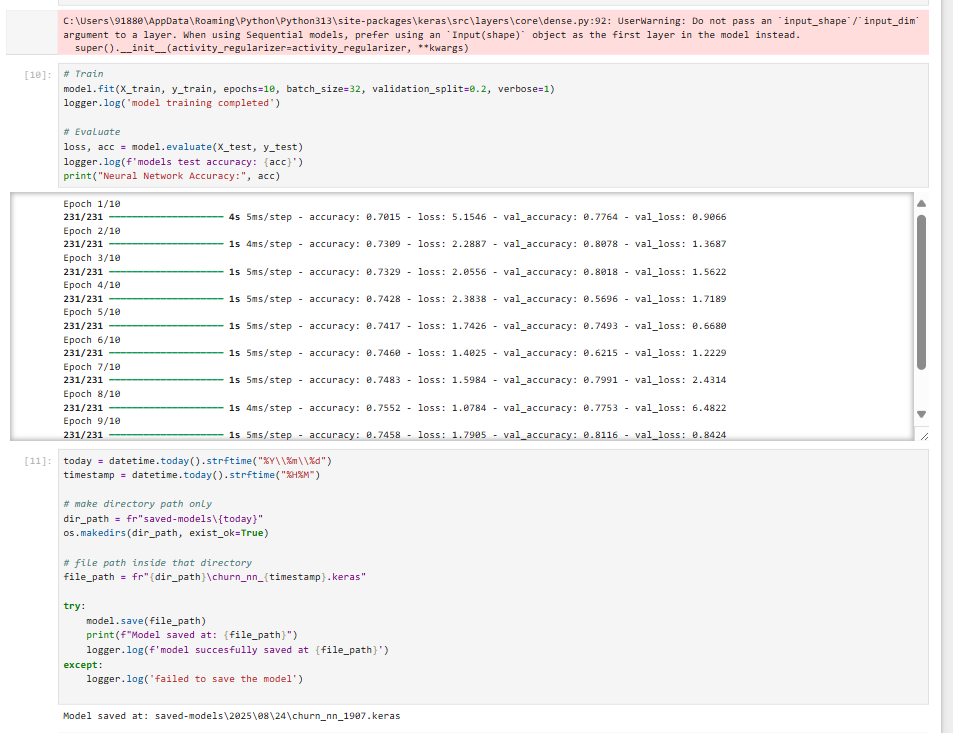 C:\Users\91880\AppData\Roaming\Python\Python313\site-packages\keras\src\layers\core\dense.py:92: UserWarning: Do not pass an `input_shape`/`input_dim`
argument to a layer. When using Sequential models, prefer using an `Input(shape)` object as the first layer in the model instead.
  super().__init__(activity_regularizer=activity_regularizer, **kwargs)
[10]: # Train
model.fit(X_train, y_train, epochs=10, batch_size=32, validation_split=0.2, verbose=1)
logger.log('model training completed')

# Evaluate
loss, acc = model.evaluate(X_test, y_test)
logger.log(f'models test accuracy: {acc}')
print("Neural Network Accuracy:", acc)
Epoch 1/10
231/231 4s 5ms/step - accuracy: 0.7015 - loss: 5.1546 - val_accuracy: 0.7764 - val_loss: 0.9066
Epoch 2/10
231/231 1s 4ms/step - accuracy: 0.7309 - loss: 2.2887 - val_accuracy: 0.8078 - val_loss: 1.3687
Epoch 3/10
231/231 1s 5ms/step - accuracy: 0.7329 - loss: 2.0556 - val_accuracy: 0.8018 - val_loss: 1.5622
Epoch 4/10
231/231 1s 5ms/step - accuracy: 0.7428 - loss: 2.3838 - val_accuracy: 0.5696 - val_loss: 1.7189
Epoch 5/10
231/231 1s 5ms/step - accuracy: 0.7417 - loss: 1.7426 - val_accuracy: 0.7493 - val_loss: 0.6680
Epoch 6/10
231/231 1s 5ms/step - accuracy: 0.7460 - loss: 1.4025 - val_accuracy: 0.6215 - val_loss: 1.2229
Epoch 7/10
231/231 1s 5ms/step - accuracy: 0.7483 - loss: 1.5984 - val_accuracy: 0.7991 - val_loss: 2.4314
Epoch 8/10
231/231 1s 4ms/step - accuracy: 0.7552 - loss: 1.0784 - val_accuracy: 0.7753 - val_loss: 6.4822
Epoch 9/10
231/231 1s 5ms/step - accuracy: 0.7458 - loss: 1.7905 - val_accuracy: 0.8116 - val_loss: 0.8424
[11]: today = datetime.today().strftime("%Y\\%m\\%d")
timestamp = datetime.today().strftime("%H%M")

# make directory path only
dir_path = fr"saved-models\{today}"
os.makedirs(dir_path, exist_ok=True)

# file path inside that directory
file_path = fr"{dir_path}\churn_nn_{timestamp}.keras"

try:
    model.save(file_path)
    print(f"Model saved at: {file_path}")
    logger.log(f'model succesfully saved at {file_path}')
except:
    logger.log('failed to save the model')

Model saved at: saved-models\2025\08\24\churn_nn_1907.keras